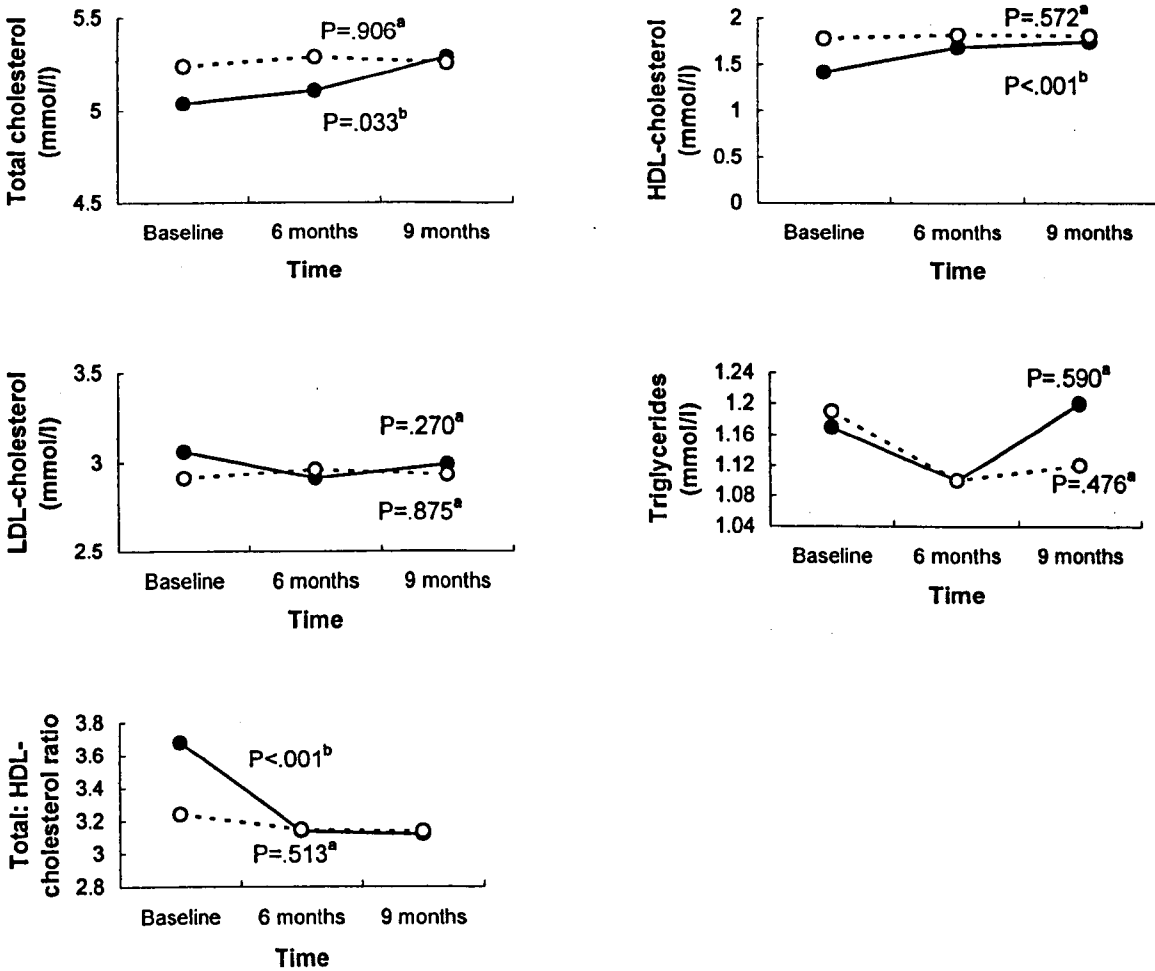 Total cholesterol
(mmol/l)
5.5
5
4.5
P=.906ª
P=.033ᵇ
Baseline
6 months
9 months
Time
HDL-cholesterol
(mmol/l)
2
1.5
1
0.5
0
P=.572ª
P<.001ᵇ
Baseline
6 months
9 months
Time
LDL-cholesterol
(mmol/l)
3.5
3
2.5
P=.270ª
P=.875ª
Baseline
6 months
9 months
Time
Triglycerides
(mmol/l)
1.24
1.2
1.16
1.12
1.08
1.04
P=.590ª
P=.476ª
Baseline
6 months
9 months
Time
Total: HDL-
cholesterol ratio
3.8
3.6
3.4
3.2
3
2.8
P<.001ᵇ
P=.513ª
Baseline
6 months
9 months
Time